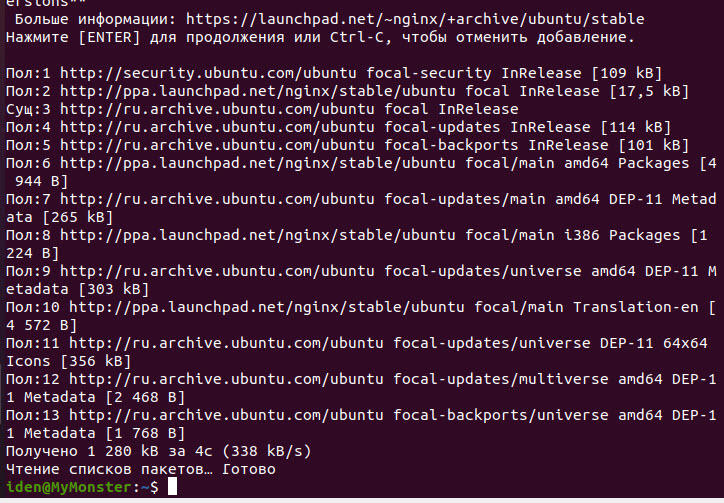 ersions**
 Больше информации: https://launchpad.net/~nginx/+archive/ubuntu/stable
Нажмите [ENTER] для продолжения или Ctrl-C, чтобы отменить добавление.
Пол:1 http://security.ubuntu.com/ubuntu focal-security InRelease [109 kB]
Пол:2 http://ppa.launchpad.net/nginx/stable/ubuntu focal InRelease [17,5 kB]
Сущ:3 http://ru.archive.ubuntu.com/ubuntu focal InRelease
Пол:4 http://ru.archive.ubuntu.com/ubuntu focal-updates InRelease [114 kB]
Пол:5 http://ru.archive.ubuntu.com/ubuntu focal-backports InRelease [101 kB]
Пол:6 http://ppa.launchpad.net/nginx/stable/ubuntu focal/main amd64 Packages [4
 944 B]
Пол:7 http://ru.archive.ubuntu.com/ubuntu focal-updates/main amd64 DEP-11 Metad
ata [265 kB]
Пол:8 http://ppa.launchpad.net/nginx/stable/ubuntu focal/main i386 Packages [1
224 B]
Пол:9 http://ru.archive.ubuntu.com/ubuntu focal-updates/universe amd64 DEP-11 M
etadata [303 kB]
Пол:10 http://ppa.launchpad.net/nginx/stable/ubuntu focal/main Translation-en [
4 572 B]
Пол:11 http://ru.archive.ubuntu.com/ubuntu focal-updates/universe DEP-11 64x64
Icons [356 kB]
Пол:12 http://ru.archive.ubuntu.com/ubuntu focal-updates/multiverse amd64 DEP-1
1 Metadata [2 468 B]
Пол:13 http://ru.archive.ubuntu.com/ubuntu focal-backports/universe amd64 DEP-1
1 Metadata [1 768 B]
Получено 1 280 kB за 4с (338 kB/s)
Чтение списков пакетов… Готово
iden@MyMonster:~$